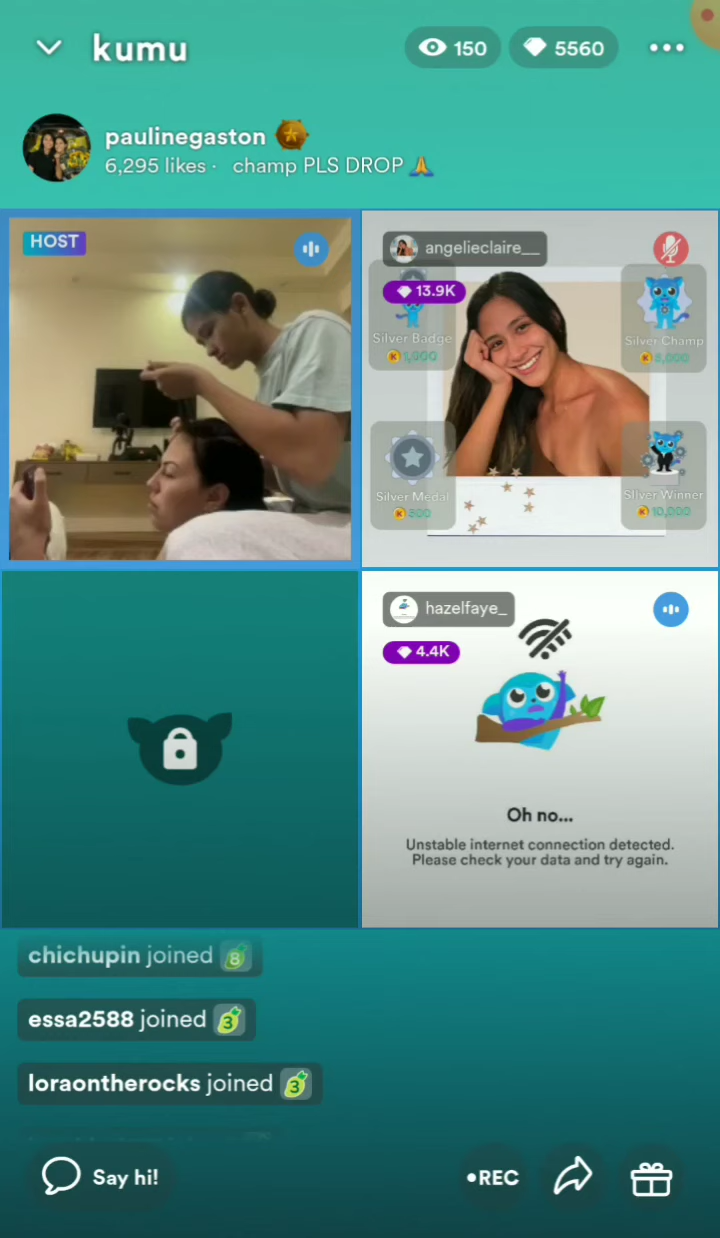 kumu
150
5560
paulinegaston
6,295 likes · champ PLS DROP 🙏
HOST
angelieclaire__
13.9K
Silver Badge
1,000
Silver Champ
Silver Medal
500
Silver Winner
10,000
hazelfaye_
4.4K
Oh no...
Unstable internet connection detected.
Please check your data and try again.
chichupin joined 8
essa2588 joined 3
loraontherocks joined 3
Say hi!
•REC